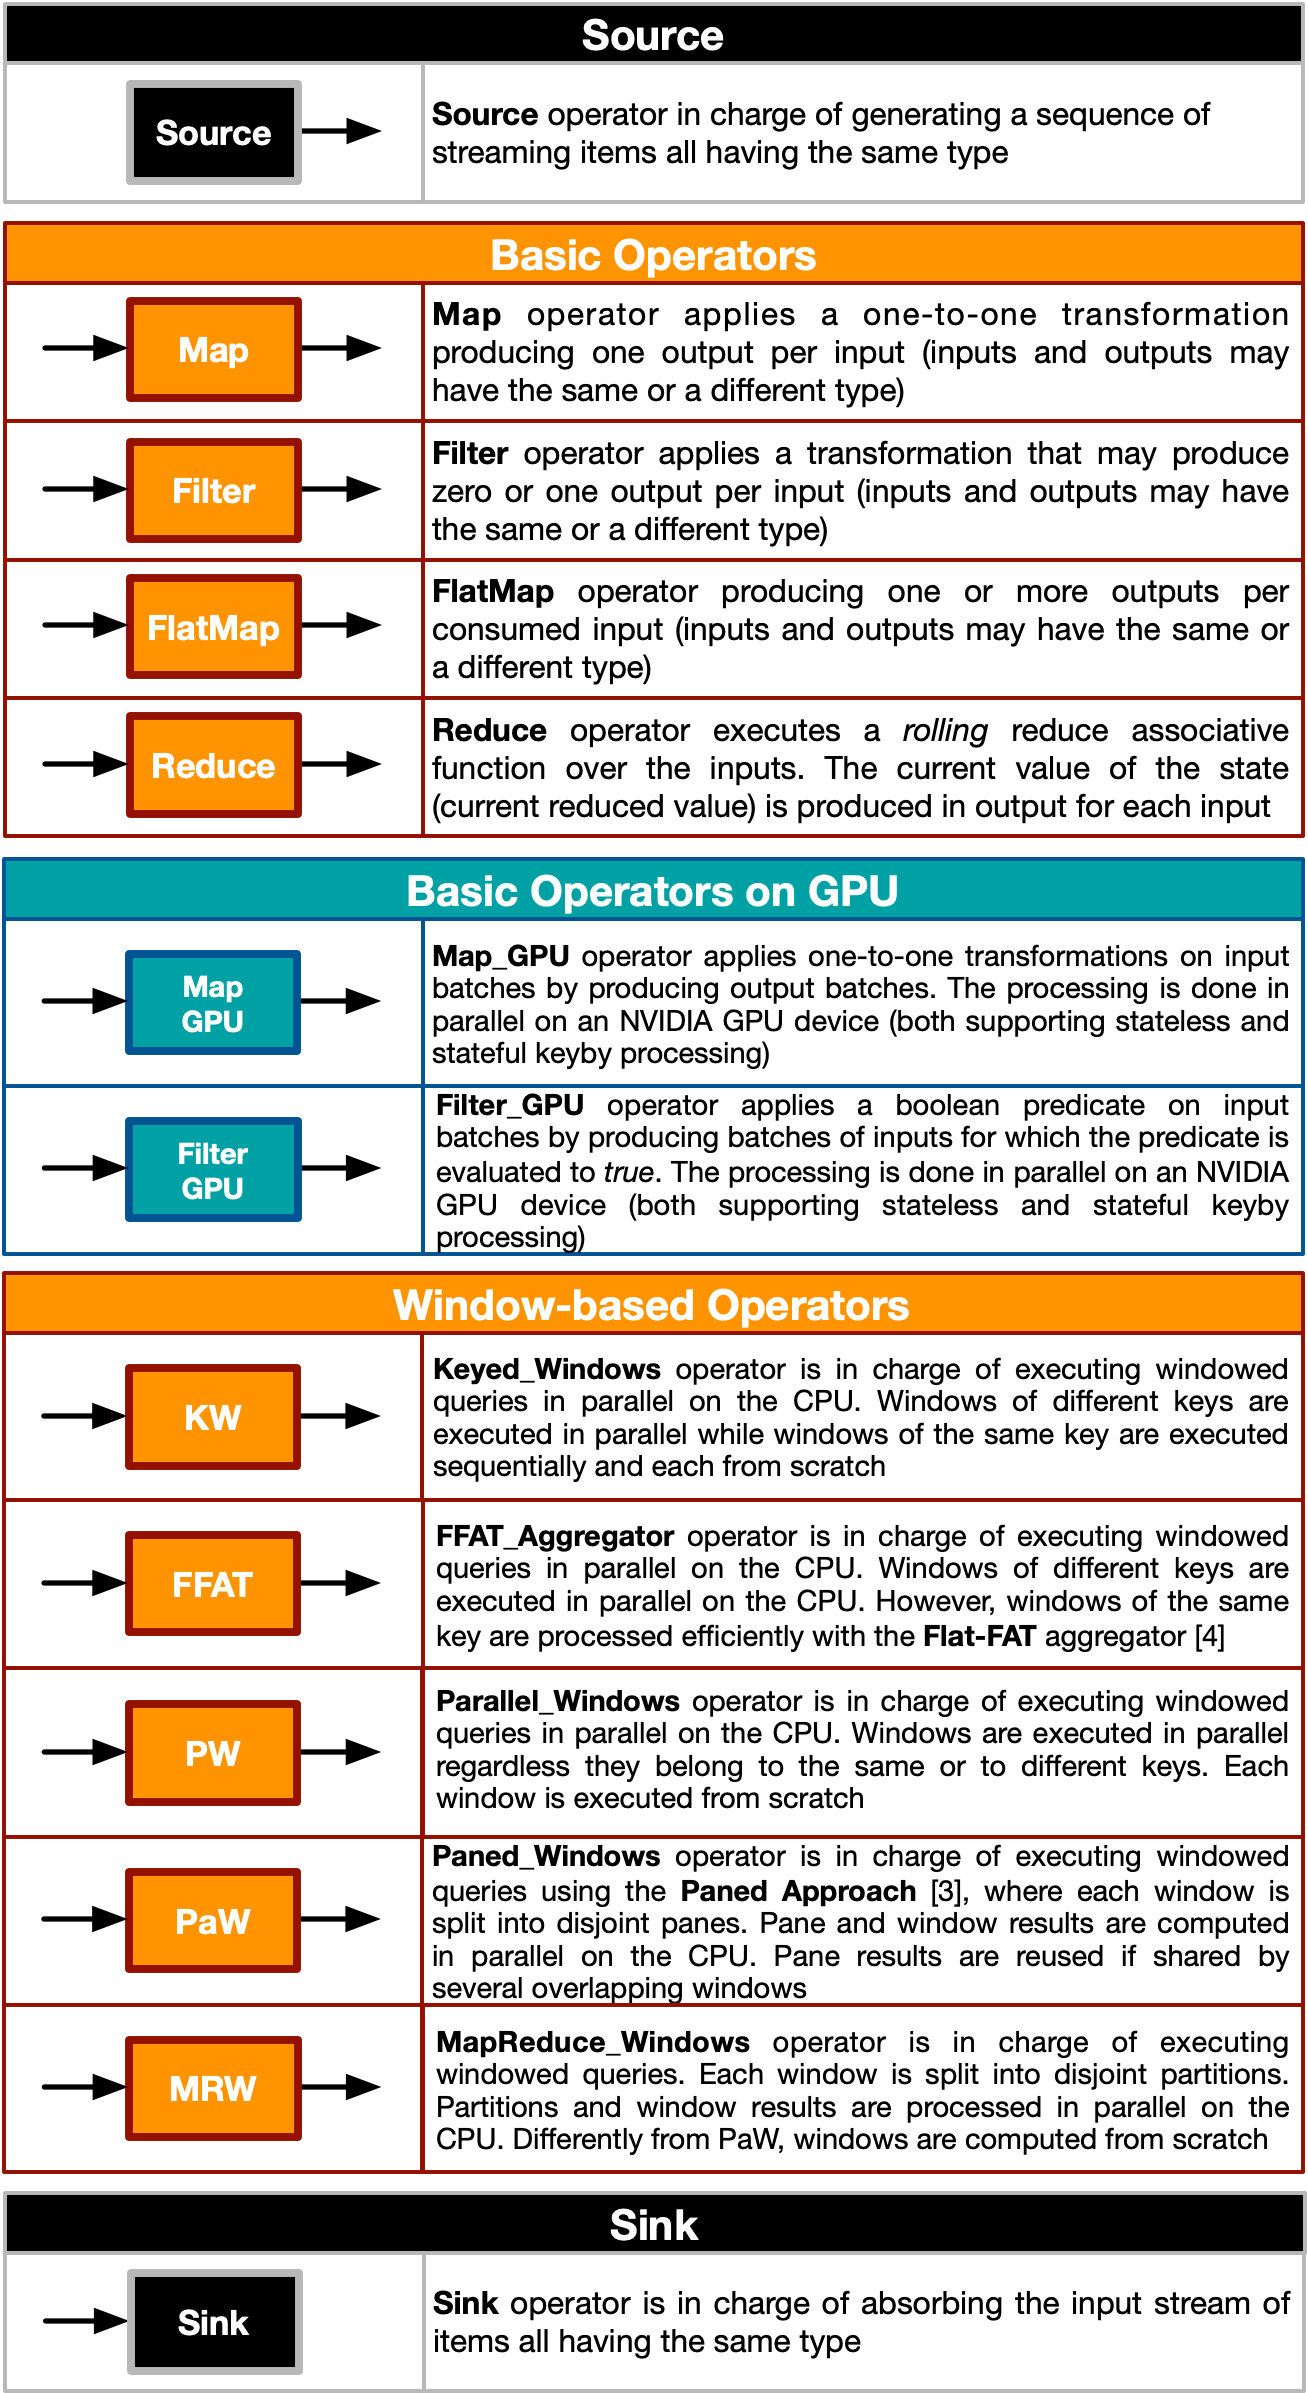 Source
Source
Source operator in charge of generating a sequence of
streaming items all having the same type
Basic Operators
Map
Map operator applies a one-to-one transformation
producing one output per input (inputs and outputs may
have the same or a different type)
Filter
Filter operator applies a transformation that may produce
zero or one output per input (inputs and outputs may have
the same or a different type)
FlatMap
FlatMap operator producing one or more outputs per
consumed input (inputs and outputs may have the same or
a different type)
Reduce
Reduce operator executes a rolling reduce associative
function over the inputs. The current value of the state
(current reduced value) is produced in output for each input
Basic Operators on GPU
Map
GPU
Map_GPU operator applies one-to-one transformations on input
batches by producing output batches. The processing is done in
parallel on an NVIDIA GPU device (both supporting stateless and
stateful keyby processing)
Filter
GPU
Filter_GPU operator applies a boolean predicate on input
batches by producing batches of inputs for which the predicate is
evaluated to true. The processing is done in parallel on an NVIDIA
GPU device (both supporting stateless and stateful keyby
processing)
Window-based Operators
KW
Keyed_Windows operator is in charge of executing windowed
queries in parallel on the CPU. Windows of different keys are
executed in parallel while windows of the same key are executed
sequentially and each from scratch
FFAT
FFAT_Aggregator operator is in charge of executing windowed
queries in parallel on the CPU. Windows of different keys are
executed in parallel on the CPU. However, windows of the same
key are processed efficiently with the Flat-FAT aggregator [4]
PW
Parallel_Windows operator is in charge of executing windowed
queries in parallel on the CPU. Windows are executed in parallel
regardless they belong to the same or to different keys. Each
window is executed from scratch
PaW
Paned_Windows operator is in charge of executing windowed
queries using the Paned Approach [3], where each window is
split into disjoint panes. Pane and window results are computed
in parallel on the CPU. Pane results are reused if shared by
several overlapping windows
MRW
MapReduce_Windows operator is in charge of executing
windowed queries. Each window is split into disjoint partitions.
Partitions and window results are processed in parallel on the
CPU. Differently from PaW, windows are computed from scratch
Sink
Sink
Sink operator is in charge of absorbing the input stream of
items all having the same type